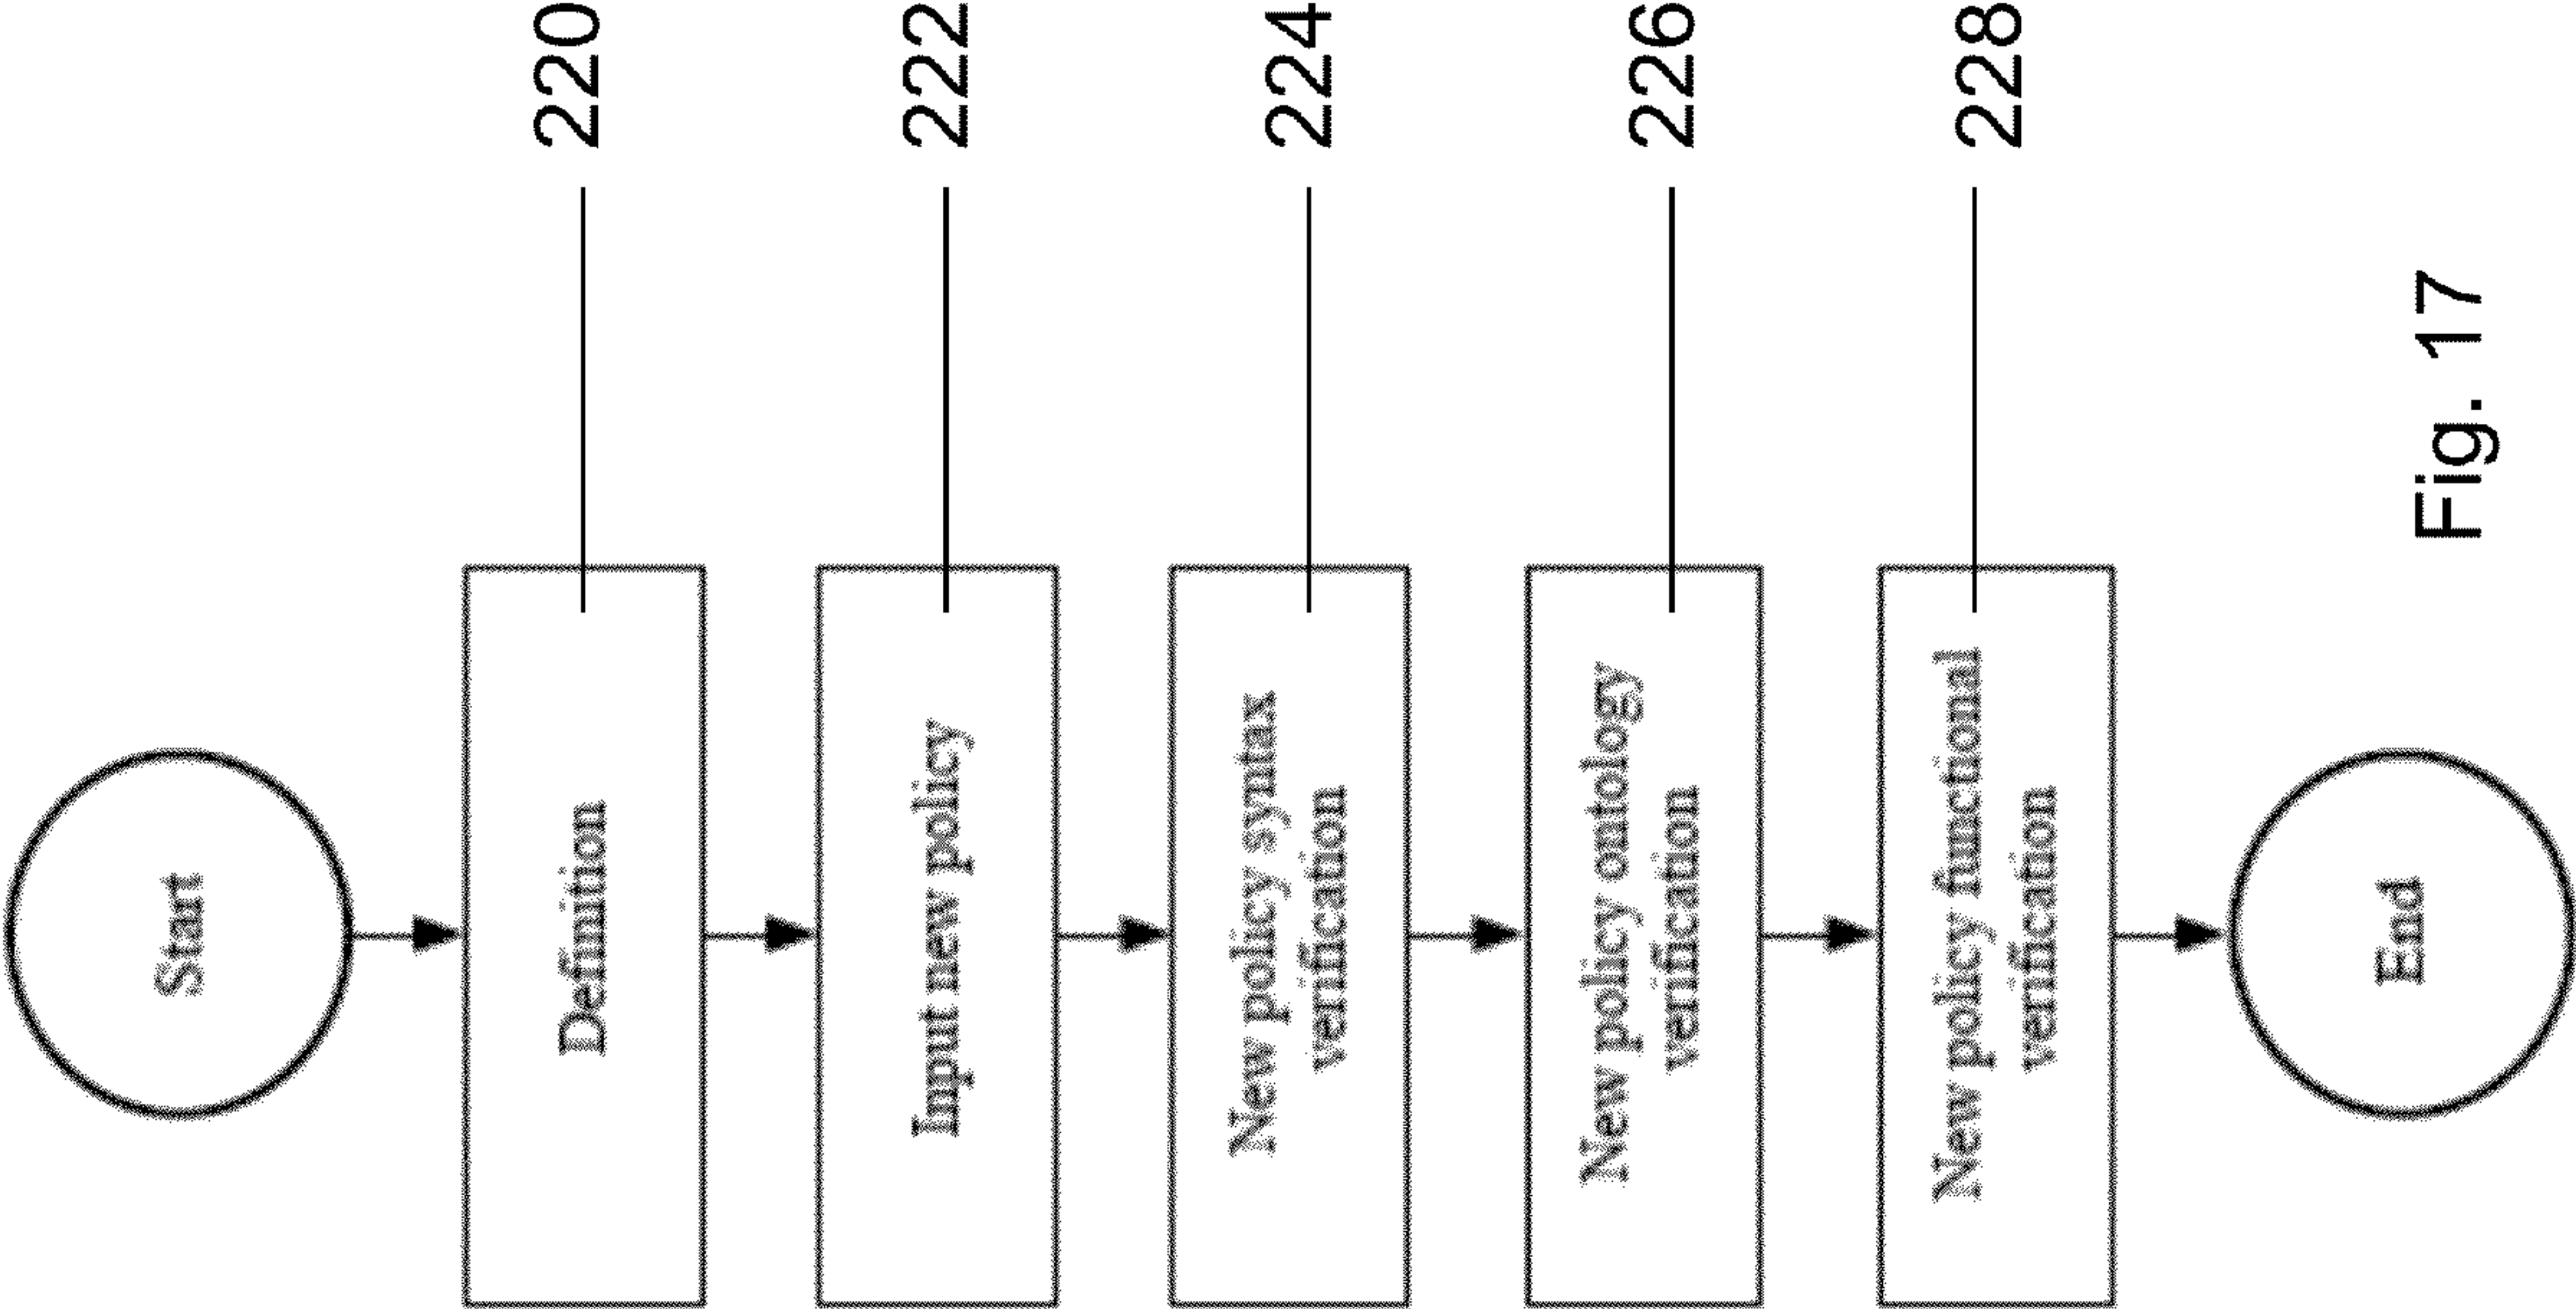 Start
Definition
220
Input new policy
222
New policy syntax
verification
224
New policy ontology
verification
226
New policy functional
verification
228
End
Fig. 17